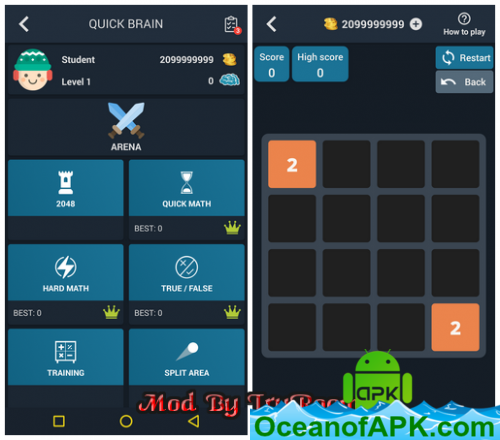 QUICK BRAIN
Student
2099999999
Level 1
0
ARENA
2048
QUICK MATH
BEST: 0
HARD MATH
TRUE / FALSE
BEST: 0
BEST: 0
TRAINING
SPLIT AREA
2099999999
How to play
Score
0
High score
0
Restart
Back
2
2
Mod By
apk
OceanofAPK.com